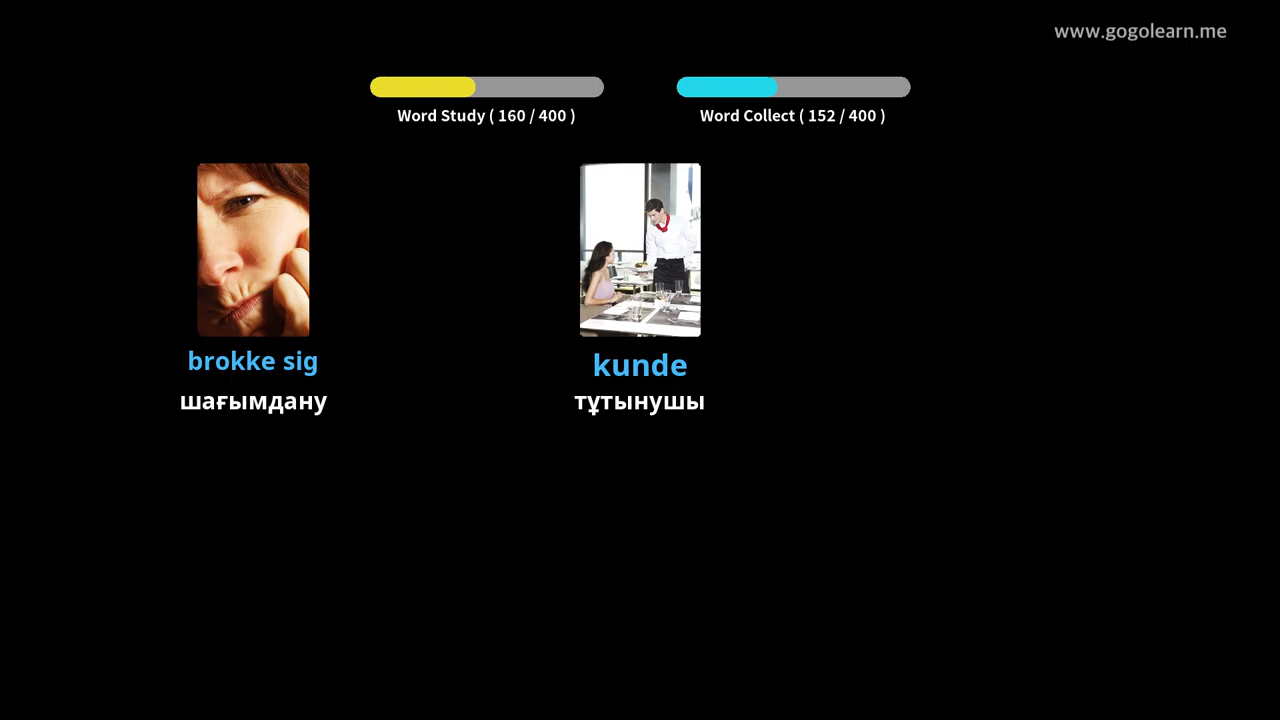 www.gogolearn.me
Word Study ( 160 / 400 )
Word Collect ( 152 / 400 )
brokke sig
шағымдану
kunde
тұтынушы